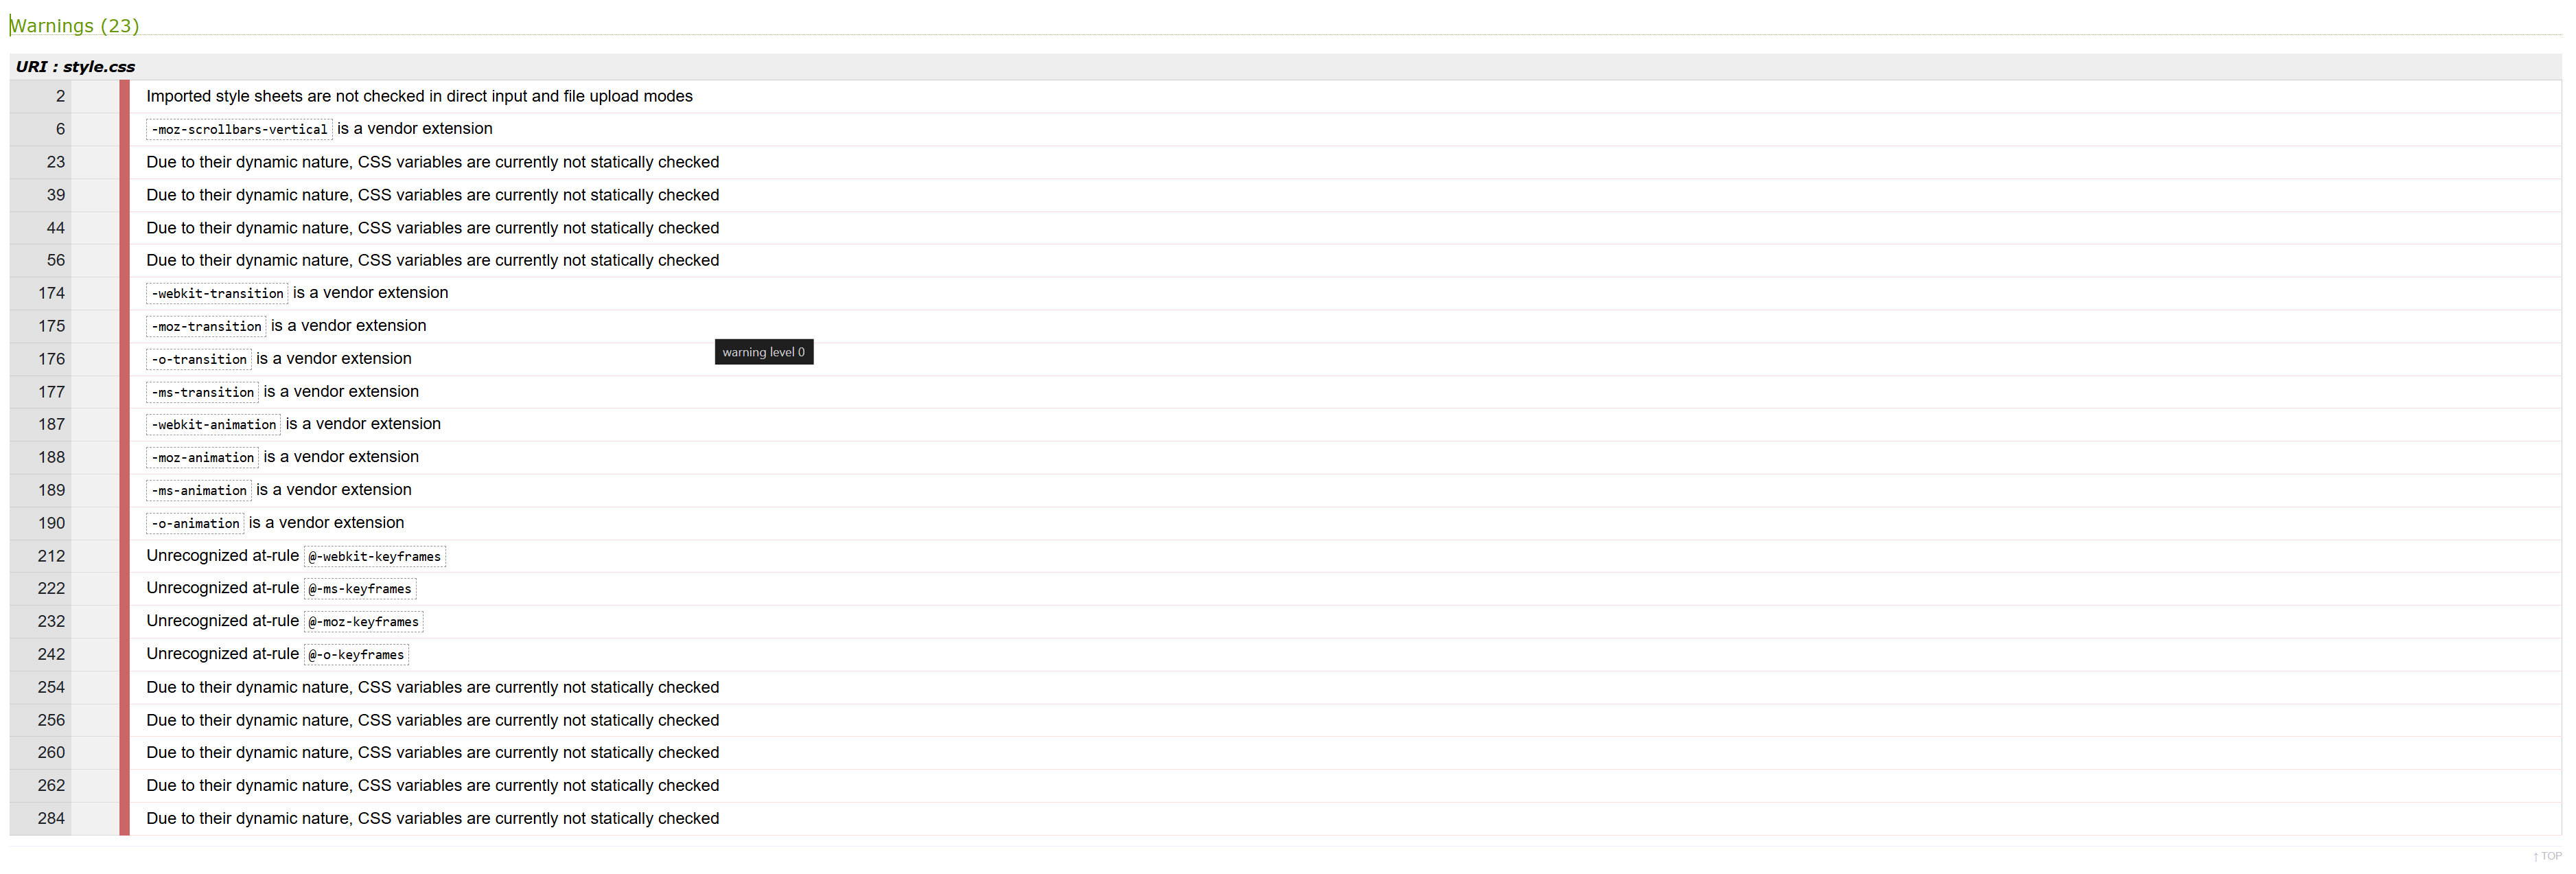 Warnings (23)
URI : style.css
2 Imported style sheets are not checked in direct input and file upload modes
6 -moz-scrollbars-vertical is a vendor extension
23 Due to their dynamic nature, CSS variables are currently not statically checked
39 Due to their dynamic nature, CSS variables are currently not statically checked
44 Due to their dynamic nature, CSS variables are currently not statically checked
56 Due to their dynamic nature, CSS variables are currently not statically checked
174 -webkit-transition is a vendor extension
175 -moz-transition is a vendor extension
warning level 0
176 -o-transition is a vendor extension
177 -ms-transition is a vendor extension
187 -webkit-animation is a vendor extension
188 -moz-animation is a vendor extension
189 -ms-animation is a vendor extension
190 -o-animation is a vendor extension
212 Unrecognized at-rule @-webkit-keyframes
222 Unrecognized at-rule @-ms-keyframes
232 Unrecognized at-rule @-moz-keyframes
242 Unrecognized at-rule @-o-keyframes
254 Due to their dynamic nature, CSS variables are currently not statically checked
256 Due to their dynamic nature, CSS variables are currently not statically checked
260 Due to their dynamic nature, CSS variables are currently not statically checked
262 Due to their dynamic nature, CSS variables are currently not statically checked
284 Due to their dynamic nature, CSS variables are currently not statically checked
↑ TOP